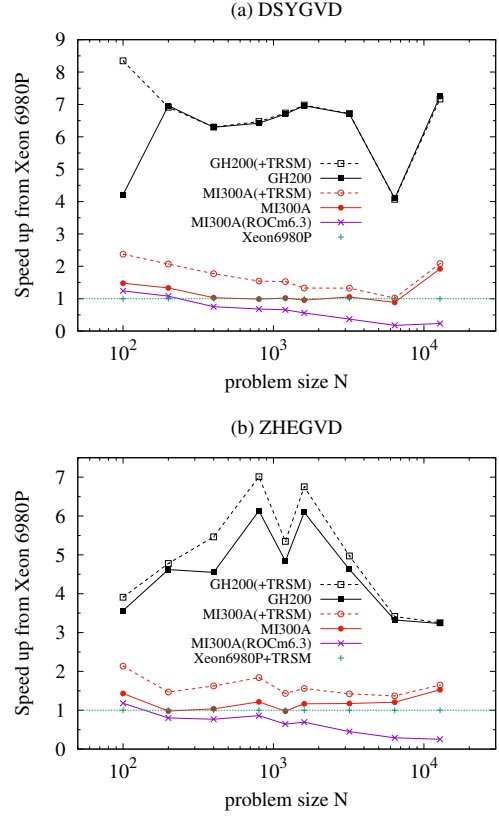 (a) DSYGVD
9
8
7
6
5
4
3
2
1
0
Speed up from Xeon 6980P
GH200(+TRSM)
GH200
MI300A(+TRSM)
MI300A
MI300A(ROCm6.3)
Xeon6980P
10^2
10^3
10^4
problem size N
(b) ZHEGVD
7
6
5
4
3
2
1
0
Speed up from Xeon 6980P
GH200(+TRSM)
GH200
MI300A(+TRSM)
MI300A
MI300A(ROCm6.3)
Xeon6980P+TRSM
10^2
10^3
10^4
problem size N